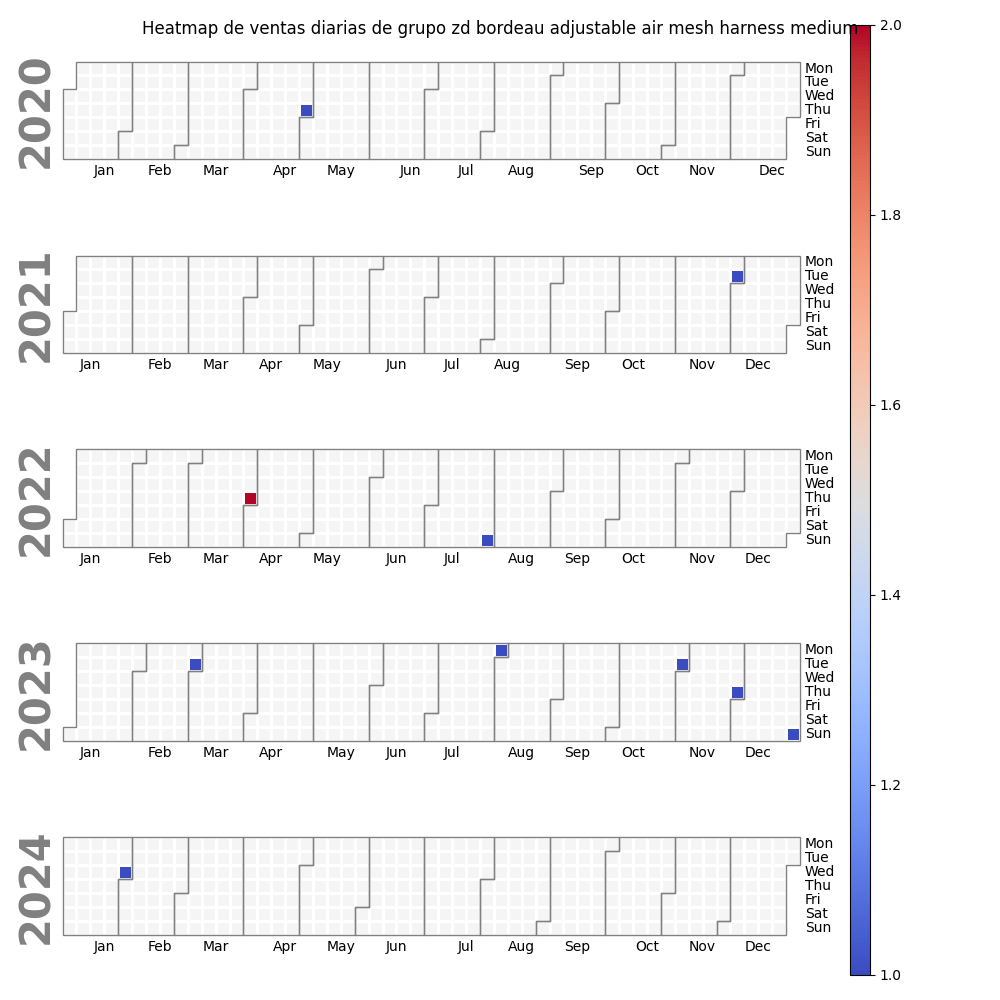 Heatmap de ventas diarias de grupo zd bordeau adjustable air mesh harness medium
2020
Mon
Tue
Wed
Thu
Fri
Sat
Sun
Jan Feb Mar Apr May Jun Jul Aug Sep Oct Nov Dec
2021
Mon
Tue
Wed
Thu
Fri
Sat
Sun
Jan Feb Mar Apr May Jun Jul Aug Sep Oct Nov Dec
2022
Mon
Tue
Wed
Thu
Fri
Sat
Sun
Jan Feb Mar Apr May Jun Jul Aug Sep Oct Nov Dec
2023
Mon
Tue
Wed
Thu
Fri
Sat
Sun
Jan Feb Mar Apr May Jun Jul Aug Sep Oct Nov Dec
2024
Mon
Tue
Wed
Thu
Fri
Sat
Sun
Jan Feb Mar Apr May Jun Jul Aug Sep Oct Nov Dec
2.0
1.8
1.6
1.4
1.2
1.0